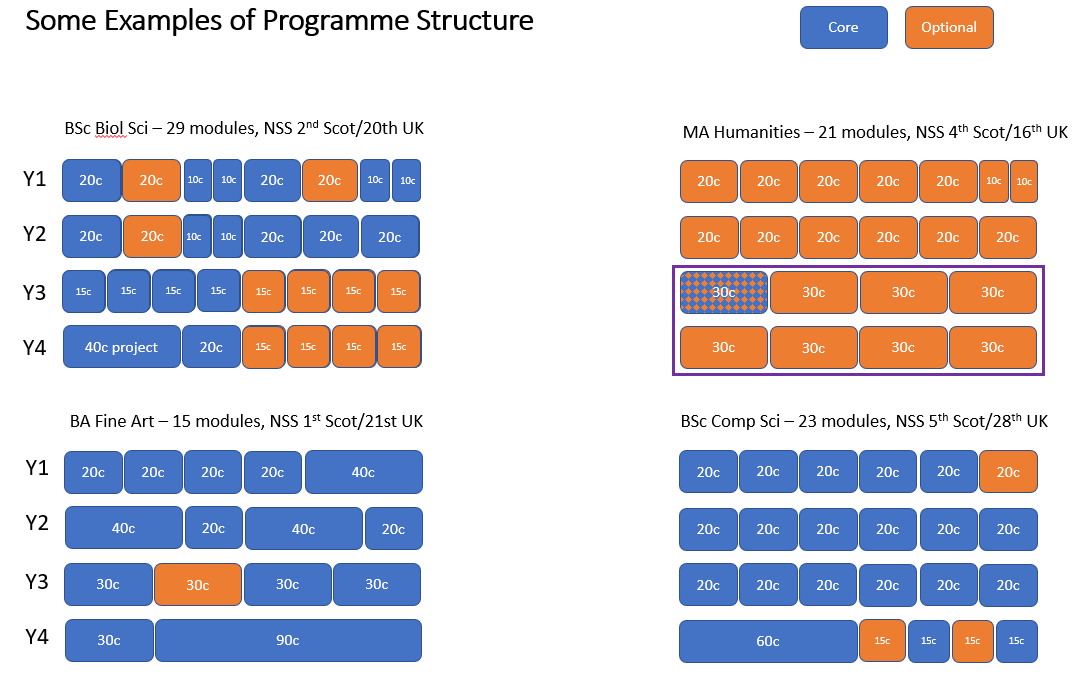 Some Examples of Programme Structure
Core
Optional
BSc Biol Sci – 29 modules, NSS 2nd Scot/20th UK
Y1
20c 20c 10c 10c 20c 20c 10c 10c
Y2
20c 20c 10c 10c 20c 20c 20c
Y3
15c 15c 15c 15c 15c 15c 15c 15c
Y4
40c project 20c 15c 15c 15c 15c
MA Humanities – 21 modules, NSS 4th Scot/16th UK
20c 20c 20c 20c 20c 10c 10c
20c 20c 20c 20c 20c 20c
30c 30c 30c 30c
30c 30c 30c 30c
BA Fine Art – 15 modules, NSS 1st Scot/21st UK
Y1
20c 20c 20c 20c 40c
Y2
40c 20c 40c 20c
Y3
30c 30c 30c 30c
Y4
30c 90c
BSc Comp Sci – 23 modules, NSS 5th Scot/28th UK
20c 20c 20c 20c 20c 20c
20c 20c 20c 20c 20c 20c
20c 20c 20c 20c 20c 20c
60c 15c 15c 15c 15c